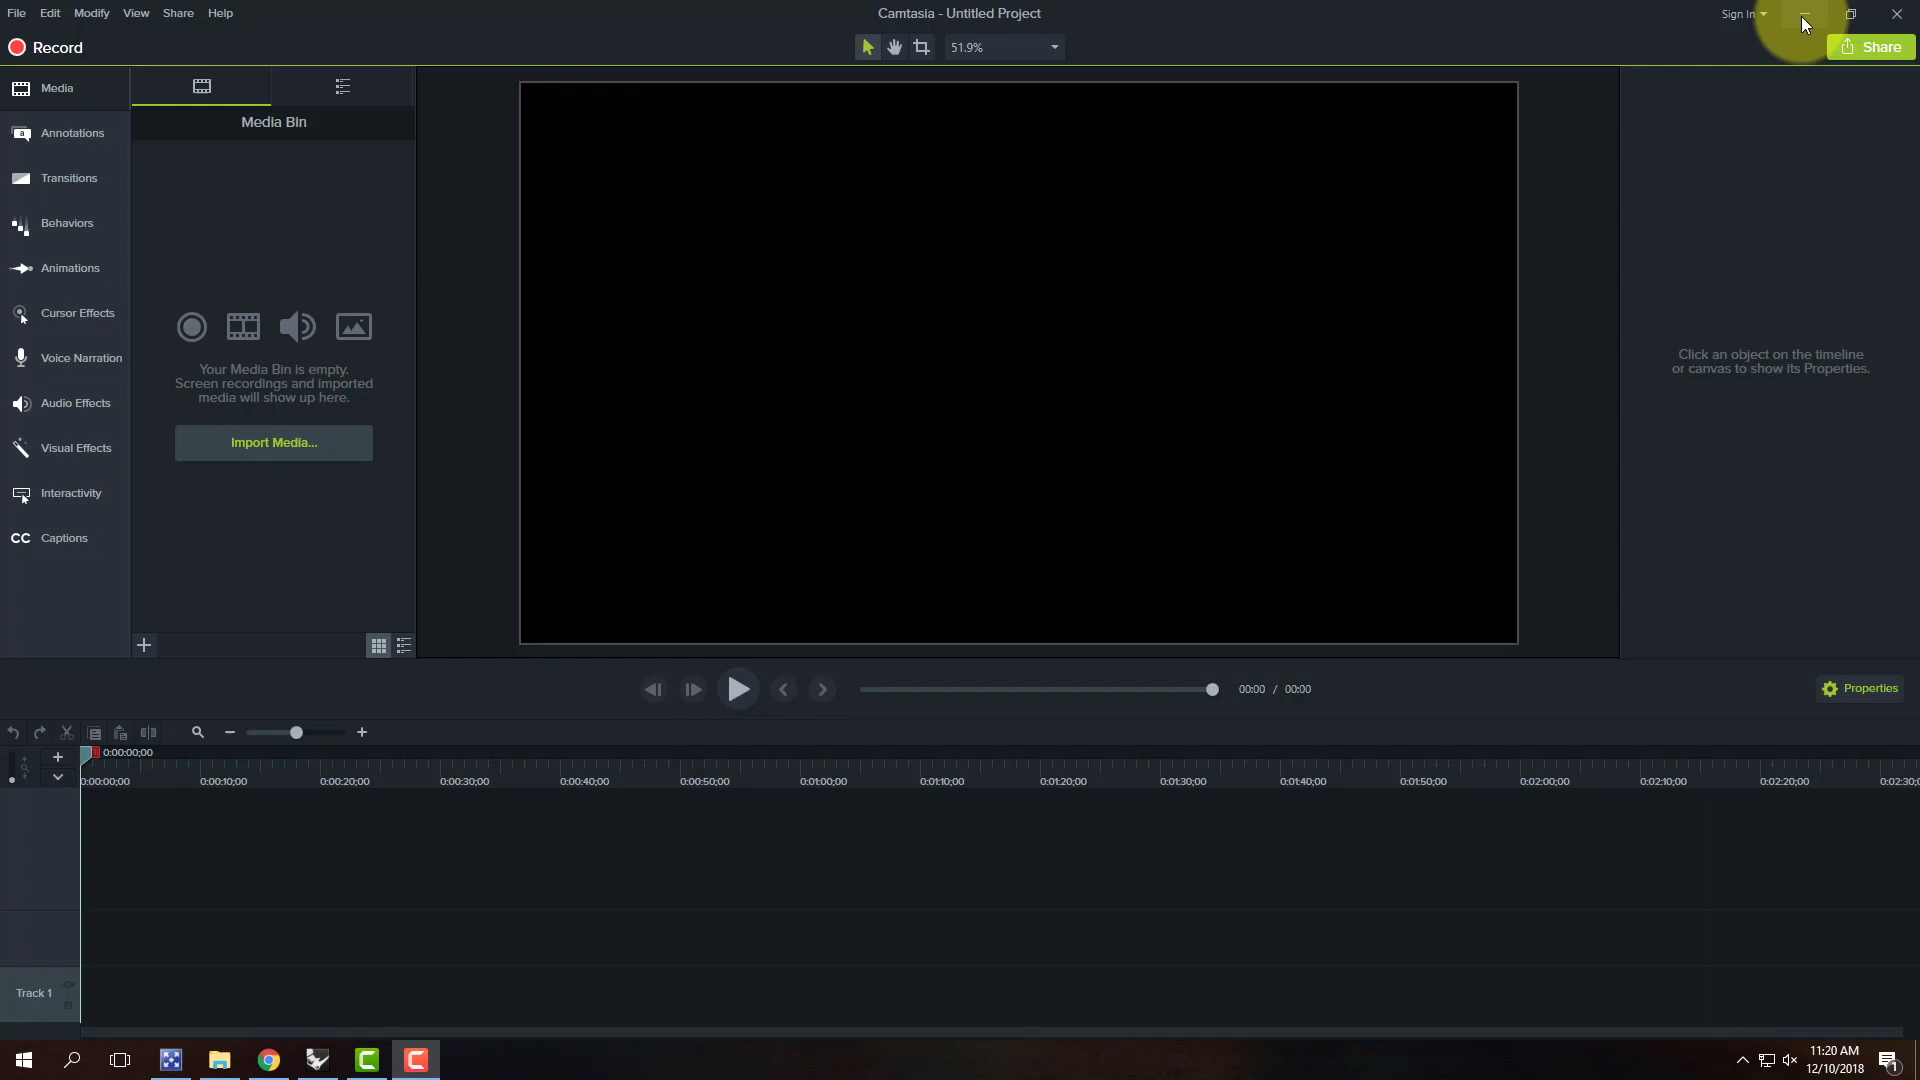 File Edit Modify View Share Help
Camtasia - Untitled Project
Sign In
Record
51.9%
Share
Media
Annotations
Transitions
Behaviors
Animations
Cursor Effects
Voice Narration
Audio Effects
Visual Effects
Interactivity
CC Captions
Media Bin
Your Media Bin is empty.
Screen recordings and imported
media will show up here.
Import Media...
Click an object on the timeline
or canvas to show its Properties.
00:00 / 00:00
Properties
0:00:00;00
0:00:00;00 0:00:10;00 0:00:20;00 0:00:30;00 0:00:40;00 0:00:50;00 0:01:00;00 0:01:10;00 0:01:20;00 0:01:30;00 0:01:40;00 0:01:50;00 0:02:00;00 0:02:10;00 0:02:20;00 0:02:30;0
Track 1
11:20 AM
12/10/2018
1